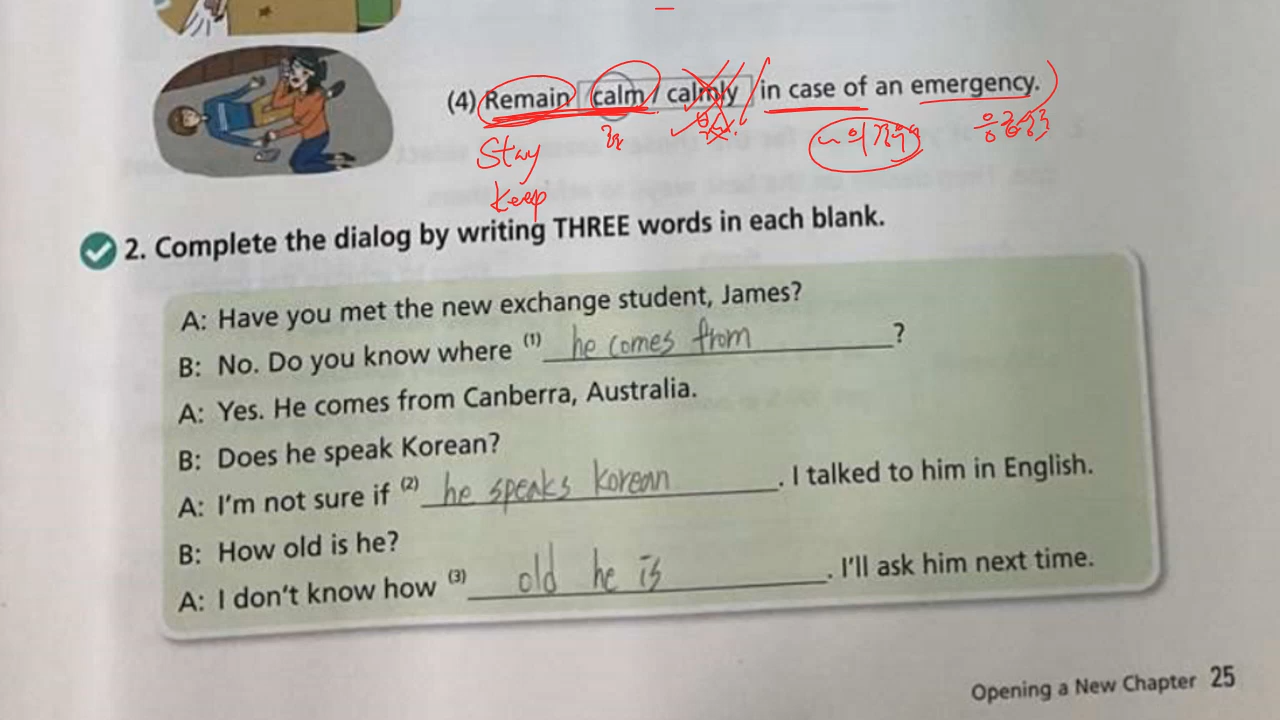 (4) Remain calm / calmly in case of an emergency.
Stay
keep
2. Complete the dialog by writing THREE words in each blank.
A: Have you met the new exchange student, James?
B: No. Do you know where (1) he comes from ?
A: Yes. He comes from Canberra, Australia.
B: Does he speak Korean?
A: I'm not sure if (2) he speaks korean . I talked to him in English.
B: How old is he?
A: I don't know how (3) old he is . I'll ask him next time.
Opening a New Chapter 25